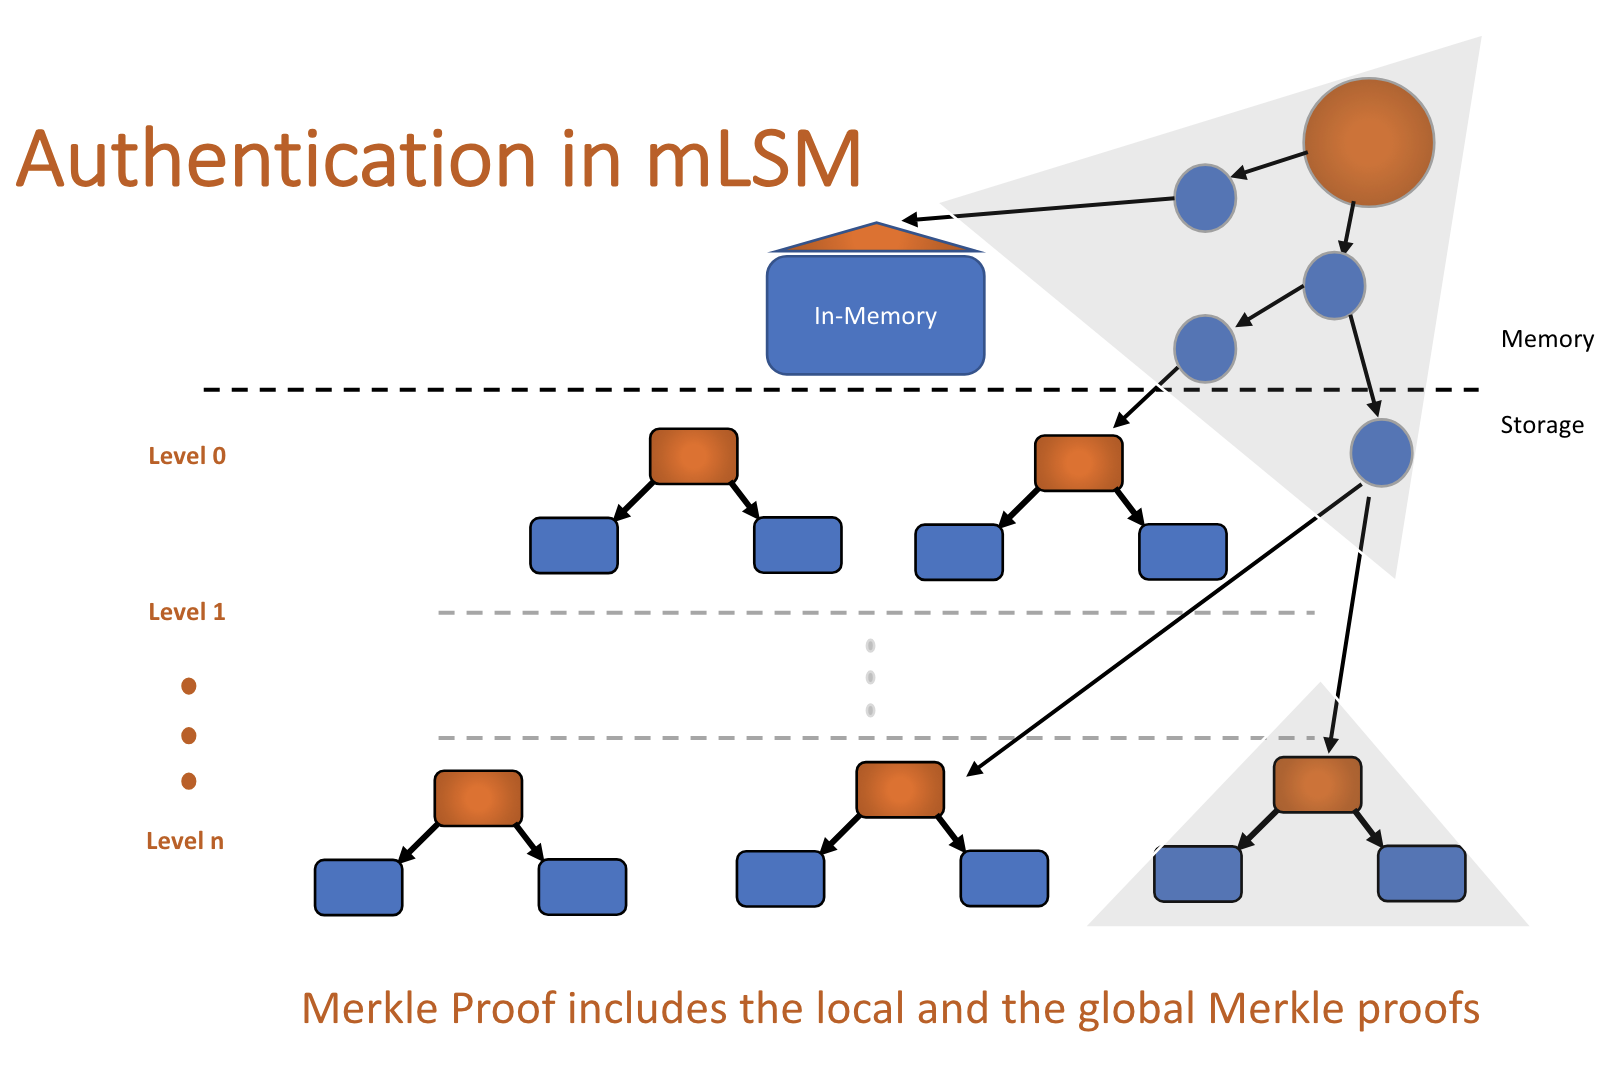 Authentication in mLSM
In-Memory
Memory
Storage
Level 0
Level 1
Level n
Merkle Proof includes the local and the global Merkle proofs